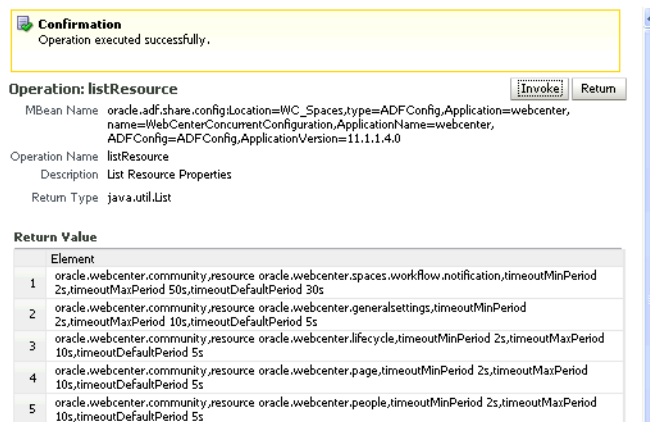 Confirmation
Operation executed successfully.
Operation: listResource
Invoke
Return
MBean Name oracle.adf.share.config:Location=WC_Spaces,type=ADFConfig,Application=webcenter,
name=WebCenterConcurrentConfiguration,ApplicationName=webcenter,
ADFConfig=ADFConfig,ApplicationVersion=11.1.1.4.0
Operation Name listResource
Description List Resource Properties
Return Type java.util.List
Return Value
Element
1 oracle.webcenter.community,resource oracle.webcenter.spaces.workflow.notification,timeoutMinPeriod
2s,timeoutMaxPeriod 50s,timeoutDefaultPeriod 30s
2 oracle.webcenter.community,resource oracle.webcenter.generalsettings,timeoutMinPeriod
2s,timeoutMaxPeriod 10s,timeoutDefaultPeriod 5s
3 oracle.webcenter.community,resource oracle.webcenter.lifecycle,timeoutMinPeriod 2s,timeoutMaxPeriod
10s,timeoutDefaultPeriod 5s
4 oracle.webcenter.community,resource oracle.webcenter.page,timeoutMinPeriod 2s,timeoutMaxPeriod
10s,timeoutDefaultPeriod 5s
5 oracle.webcenter.community,resource oracle.webcenter.people,timeoutMinPeriod 2s,timeoutMaxPeriod
10s,timeoutDefaultPeriod 5s